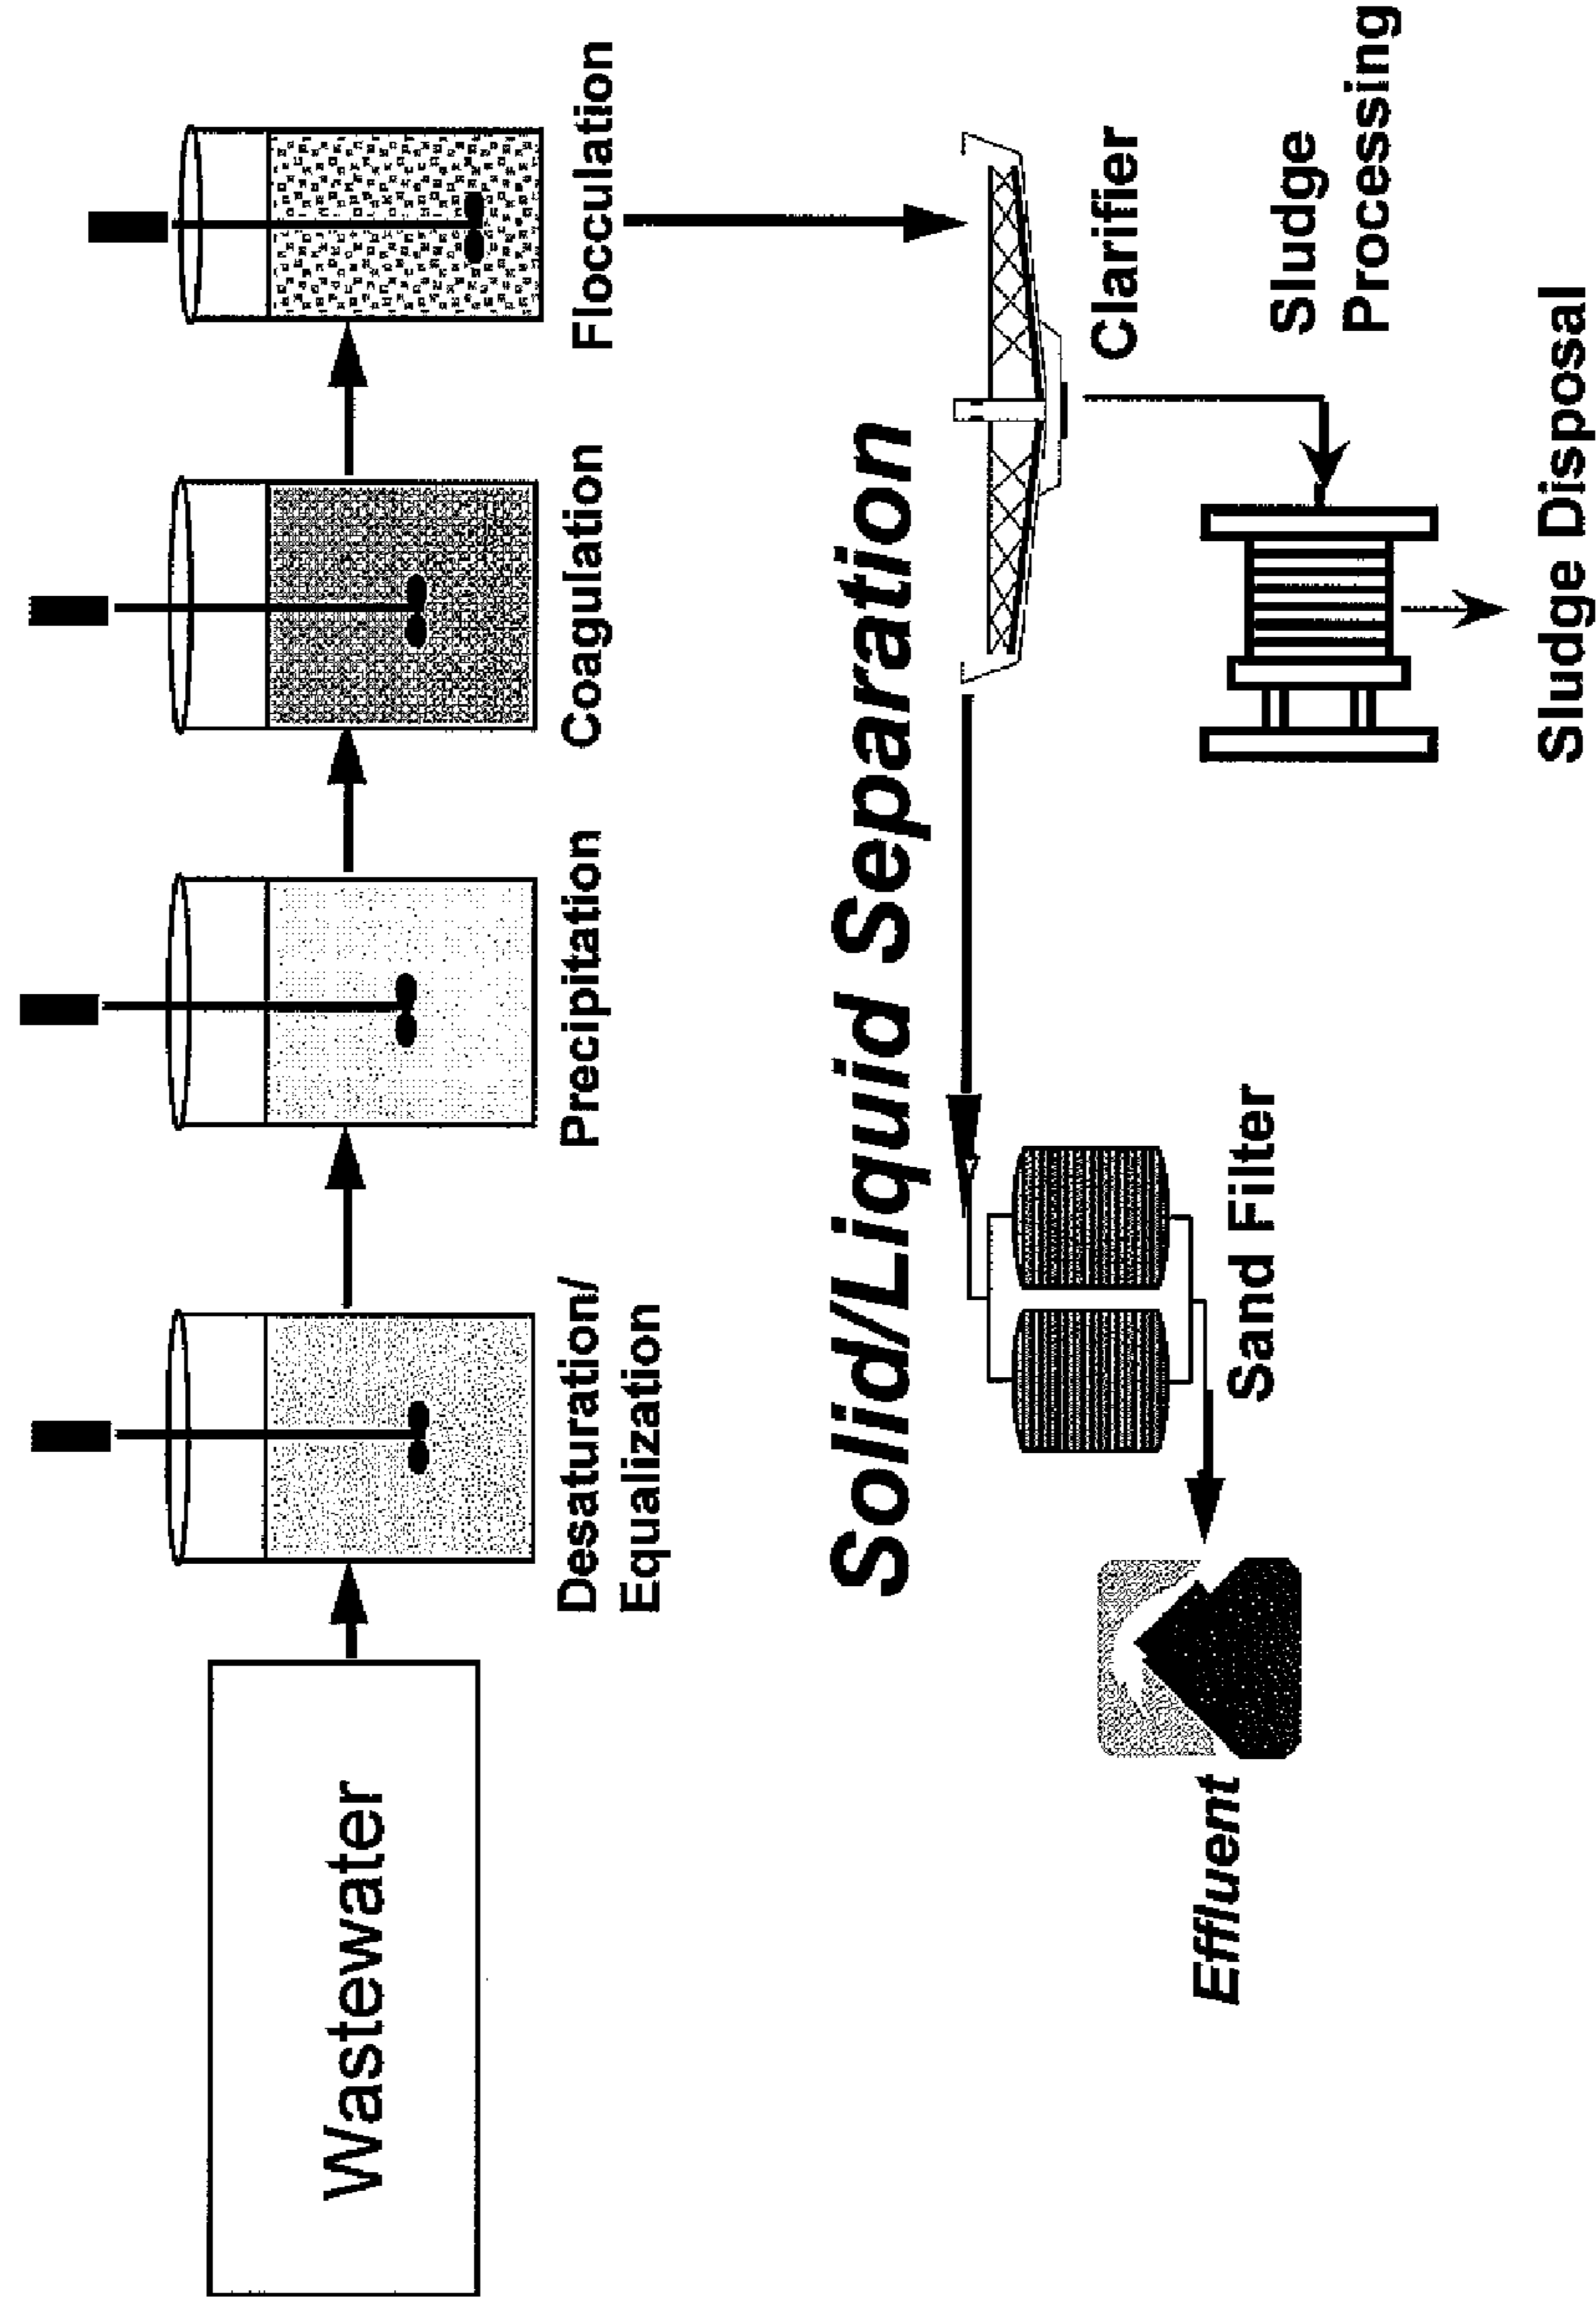 Wastewater
Desaturation/
Equalization
Precipitation
Coagulation
Flocculation
Solid/Liquid Separation
Clarifier
Sand Filter
Effluent
Sludge
Processing
Sludge Disposal